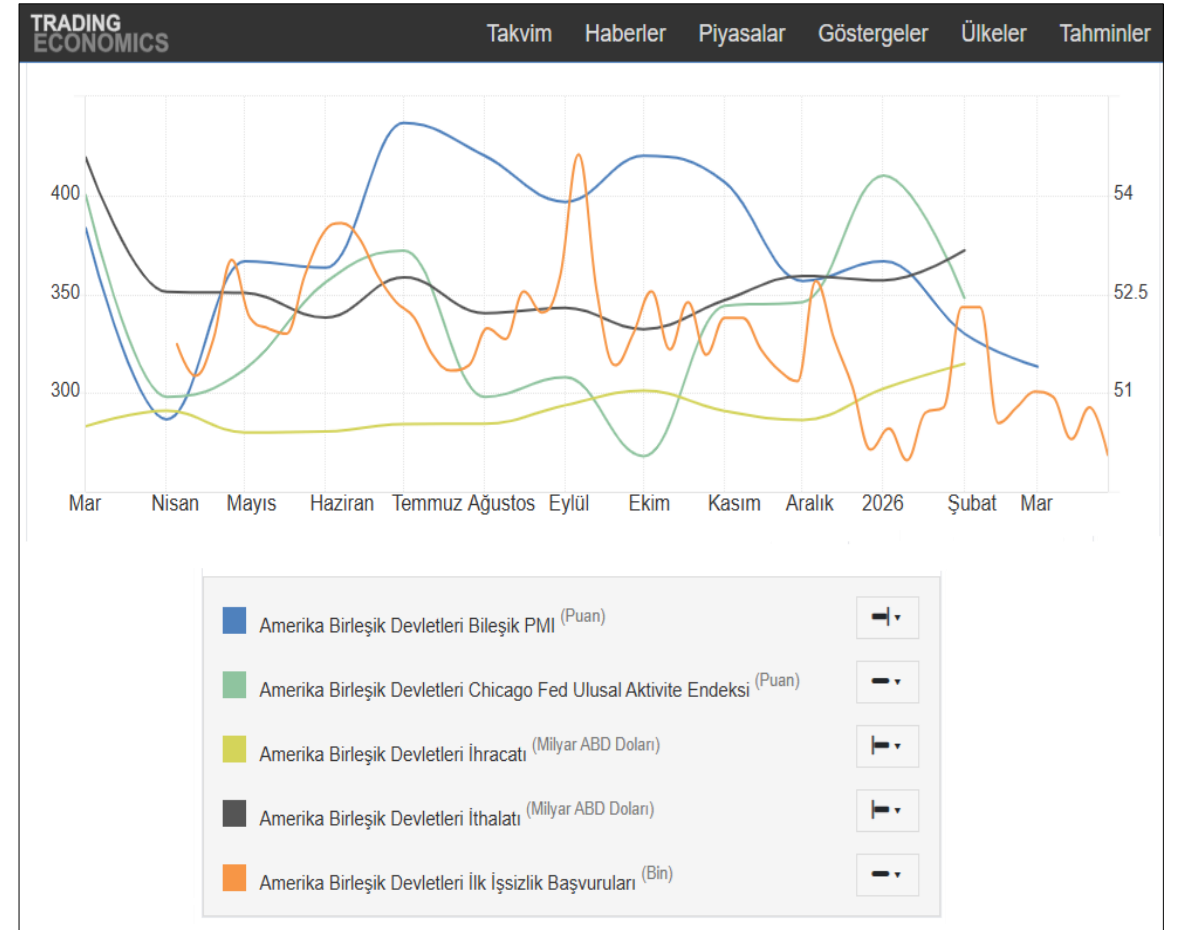 TRADING
ECONOMICS
Takvim Haberler Piyasalar Göstergeler Ülkeler Tahminler
400 54
350 52.5
300 51
Mar Nisan Mayıs Haziran Temmuz Ağustos Eylül Ekim Kasım Aralık 2026 Şubat Mar
Amerika Birleşik Devletleri Bileşik PMI (Puan)
Amerika Birleşik Devletleri Chicago Fed Ulusal Aktivite Endeksi (Puan)
Amerika Birleşik Devletleri İhracatı (Milyar ABD Doları)
Amerika Birleşik Devletleri İthalatı (Milyar ABD Doları)
Amerika Birleşik Devletleri İlk İşsizlik Başvuruları (Bin)